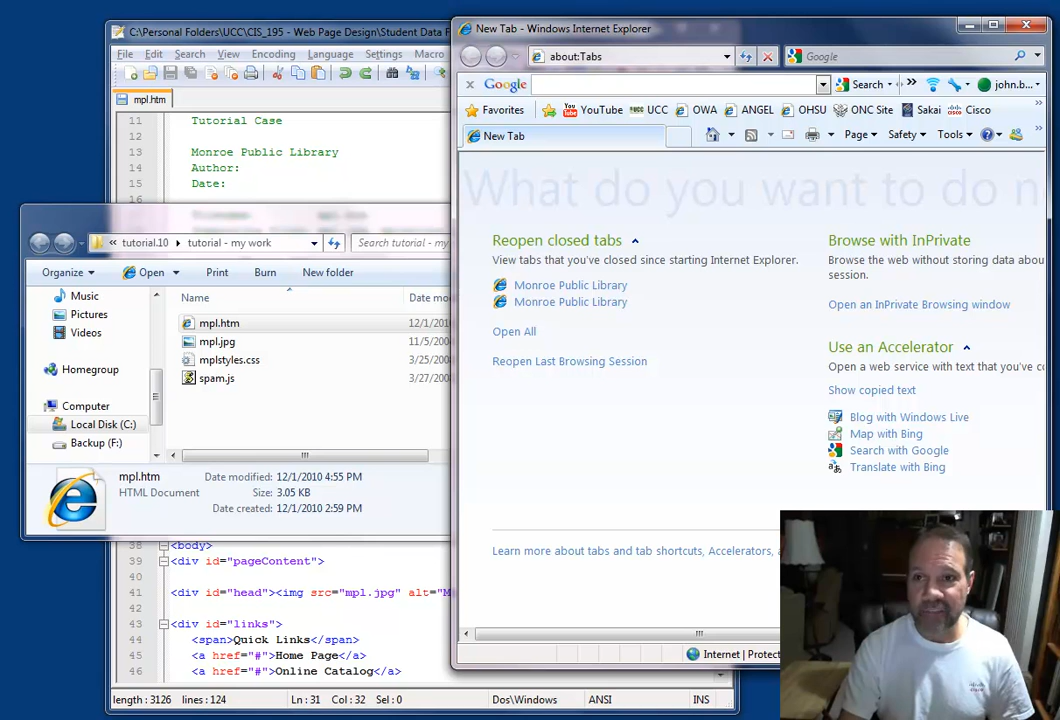 C:\Personal Folders\UCC\CIS_195 - Web Page Design\Student Data F
File Edit Search View Encoding Language Settings Macro
mpl.htm
11 Tutorial Case
12
13 Monroe Public Library
14 Author:
15 Date:
16
tutorial.10 tutorial - my work
Search tutorial - my
Organize Open Print Burn New folder
Name Date mo
Music
Pictures
Videos
Homegroup
Computer
Local Disk (C:)
Backup (F:)
mpl.htm 12/1/2010
mpl.jpg 11/5/200
mplstyles.css 3/25/200
spam.js 3/27/200
mpl.htm Date modified: 12/1/2010 4:55 PM
HTML Document Size: 3.05 KB
Date created: 12/1/2010 2:59 PM
38 <body>
39 <div id="pageContent">
40
41 <div id="head"><img src="mpl.jpg" alt="M
42
43 <div id="links">
44 <span>Quick Links</span>
45 <a href="#">Home Page</a>
46 <a href="#">Online Catalog</a>
length : 3126 lines : 124 Ln : 31 Col : 32 Sel : 0 Dos\Windows ANSI INS
New Tab - Windows Internet Explorer
about:Tabs
Google
Google Search john.b...
Favorites YouTube UCC OWA ANGEL OHSU ONC Site Sakai Cisco
New Tab
Page Safety Tools
What do you want to do n
Reopen closed tabs
View tabs that you've closed since starting Internet Explorer.
Monroe Public Library
Monroe Public Library
Open All
Reopen Last Browsing Session
Browse with InPrivate
Browse the web without storing data abou
session.
Open an InPrivate Browsing window
Use an Accelerator
Open a web service with text that you've c
Show copied text
Blog with Windows Live
Map with Bing
Search with Google
Translate with Bing
Learn more about tabs and tab shortcuts, Accelerators,
Internet | Protect